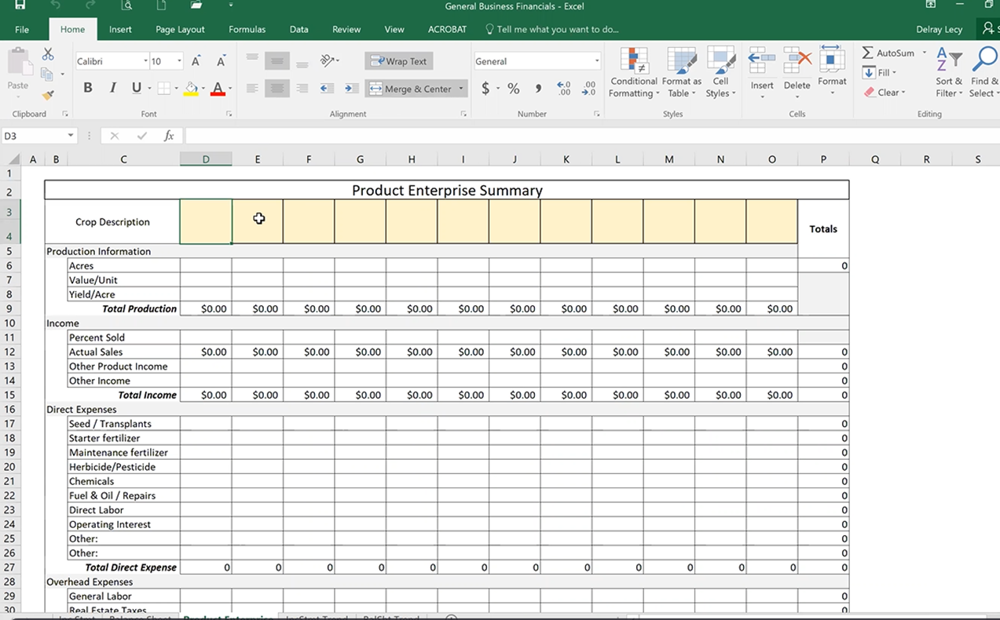 General Business Financials - Excel
File Home Insert Page Layout Formulas Data Review View ACROBAT Tell me what you want to do... Delray Lecy
Calibri 10 Wrap Text General AutoSum
Paste B I U Merge & Center $ % , Conditional Formatting Format as Table Cell Styles Insert Delete Format Fill Clear Sort & Filter Find & Select
Clipboard Font Alignment Number Styles Cells Editing
D3 fx
A B C D E F G H I J K L M N O P Q R S
1
2 Product Enterprise Summary
3 Crop Description Totals
4
5 Production Information
6 Acres 0
7 Value/Unit
8 Yield/Acre
9 Total Production $0.00 $0.00 $0.00 $0.00 $0.00 $0.00 $0.00 $0.00 $0.00 $0.00 $0.00 $0.00
10 Income
11 Percent Sold
12 Actual Sales $0.00 $0.00 $0.00 $0.00 $0.00 $0.00 $0.00 $0.00 $0.00 $0.00 $0.00 $0.00 0
13 Other Product Income 0
14 Other Income 0
15 Total Income $0.00 $0.00 $0.00 $0.00 $0.00 $0.00 $0.00 $0.00 $0.00 $0.00 $0.00 $0.00 0
16 Direct Expenses
17 Seed / Transplants 0
18 Starter fertilizer 0
19 Maintenance fertilizer 0
20 Herbicide/Pesticide 0
21 Chemicals 0
22 Fuel & Oil / Repairs 0
23 Direct Labor 0
24 Operating Interest 0
25 Other: 0
26 Other: 0
27 Total Direct Expense 0 0 0 0 0 0 0 0 0 0 0 0 0
28 Overhead Expenses
29 General Labor 0
30 Real Estate Taxes 0
Balance Sheet Product Enterprise